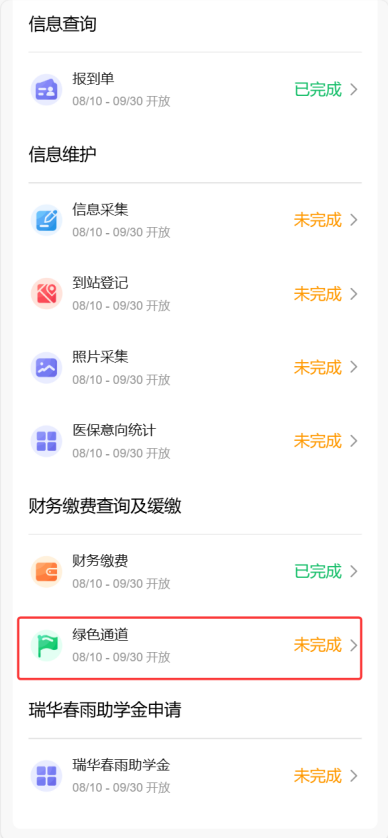 信息查询
报到单
已完成
08/10 - 09/30 开放
信息维护
信息采集
未完成
08/10 - 09/30 开放
到站登记
未完成
08/10 - 09/30 开放
照片采集
未完成
08/10 - 09/30 开放
医保意向统计
未完成
08/10 - 09/30 开放
财务缴费查询及缓缴
财务缴费
已完成
08/10 - 09/30 开放
绿色通道
未完成
08/10 - 09/30 开放
瑞华春雨助学金申请
瑞华春雨助学金
未完成
08/10 - 09/30 开放